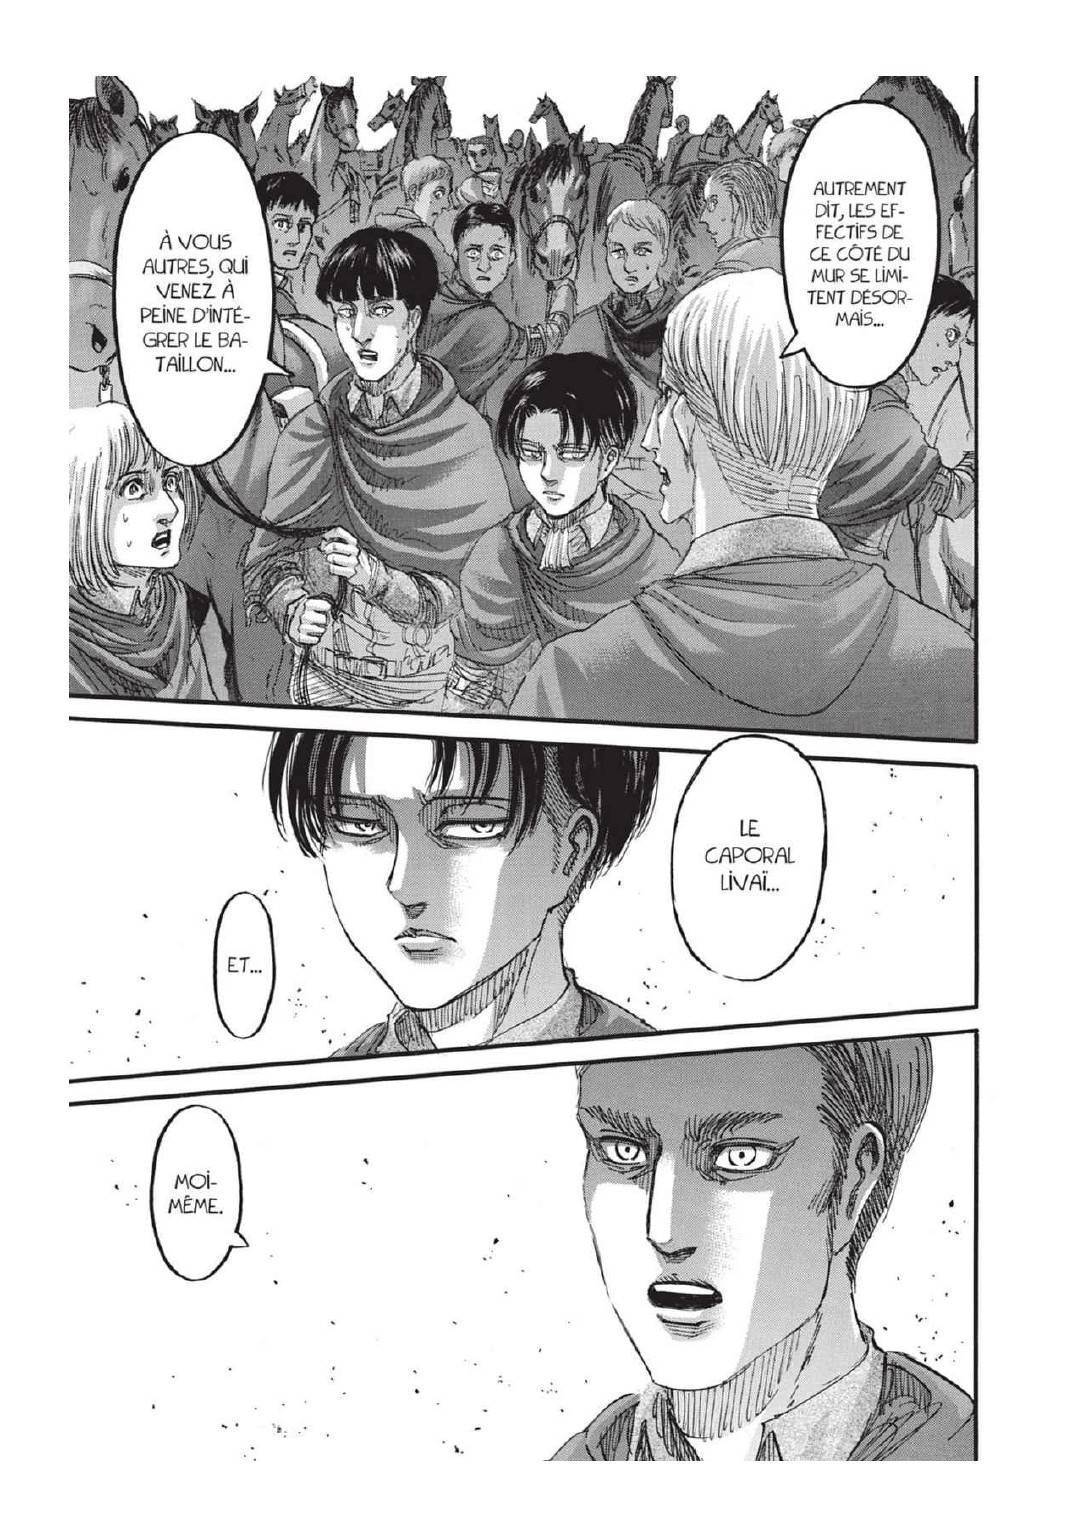 AUTREMENT
DIT, LES EF-
FECTIFS DE
CE CÔTÉ DU
MUR SE LIMI-
TENT DÉSOR-
MAIS...
À VOUS
AUTRES, QUI
VENEZ À
PEINE D'INTÉ-
GRER LE BA-
TAILLON...
LE
CAPORAL
LIVAÏ...
ET...
MOI-
MÊME.